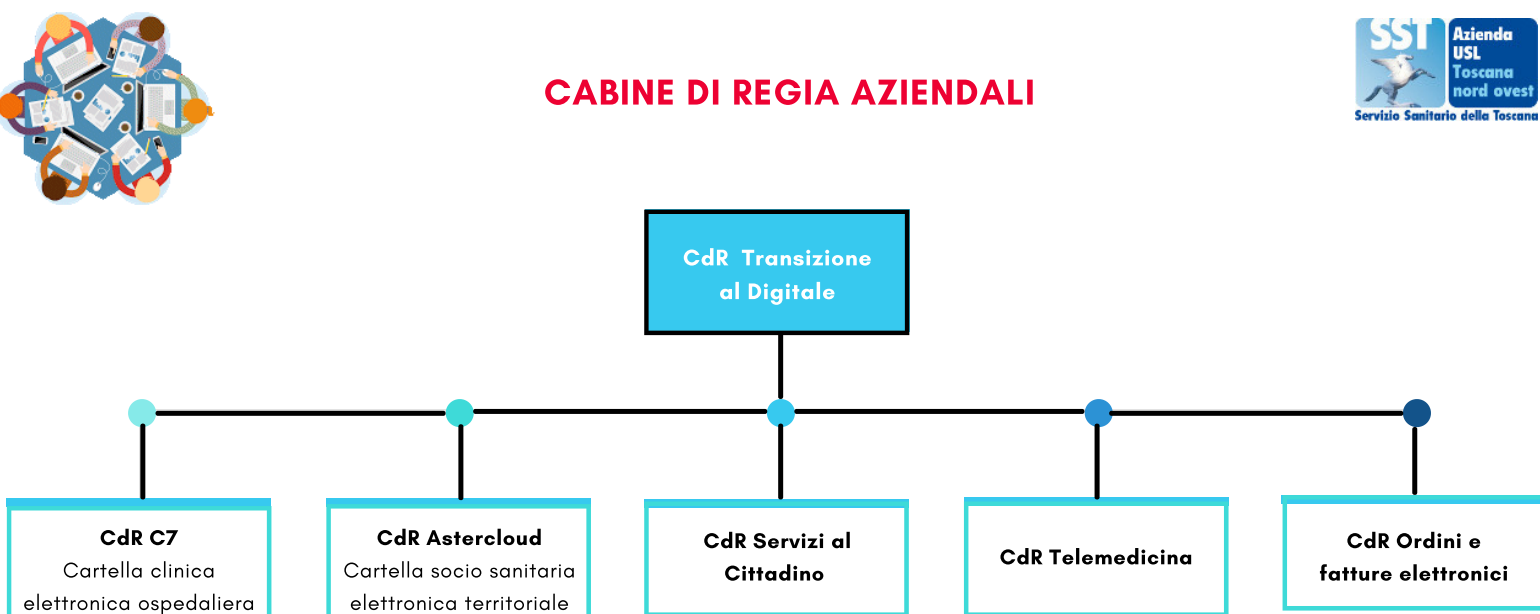 CABINE DI REGIA AZIENDALI
SST
Azienda
USL
Toscana
nord ovest
Servizio Sanitario della Toscana
CdR Transizione
al Digitale
CdR C7
Cartella clinica
elettronica ospedaliera
CdR Astercloud
Cartella socio sanitaria
elettronica territoriale
CdR Servizi al
Cittadino
CdR Telemedicina
CdR Ordini e
fatture elettronici